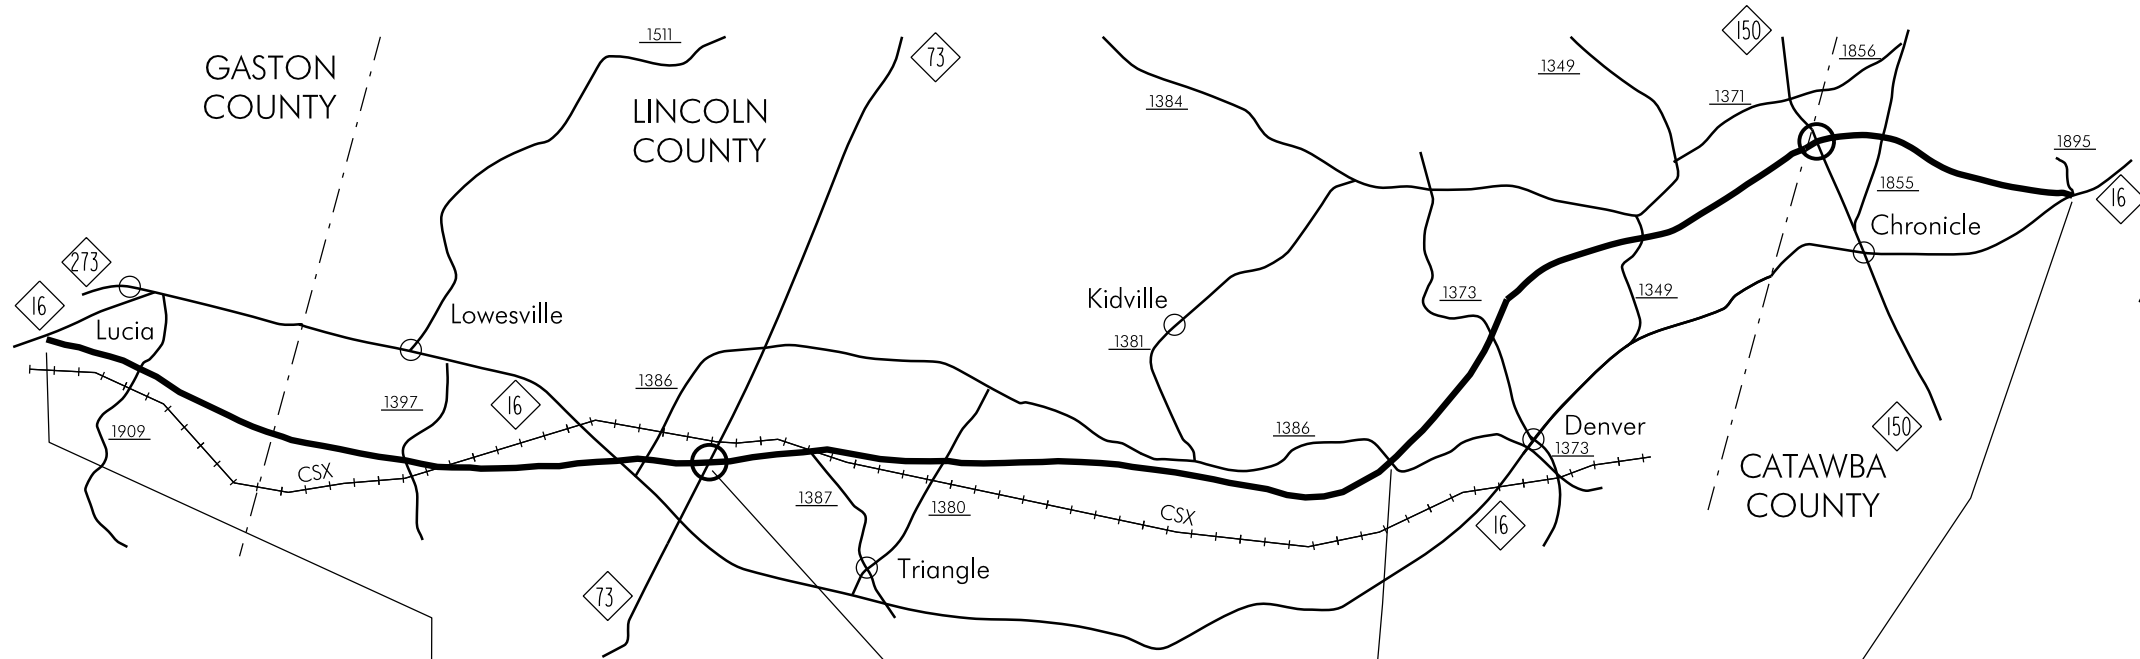 GASTON
COUNTY
1511
LINCOLN
COUNTY
73
1384
1349
150
1856
1371
1895
16
1855
Chronicle
273
16
Lucia
Lowesville
Kidville
1381
1373
1349
1386
1397
16
1909
CSX
1386
Denver
1373
150
CATAWBA
COUNTY
1387
1380
CSX
16
Triangle
73